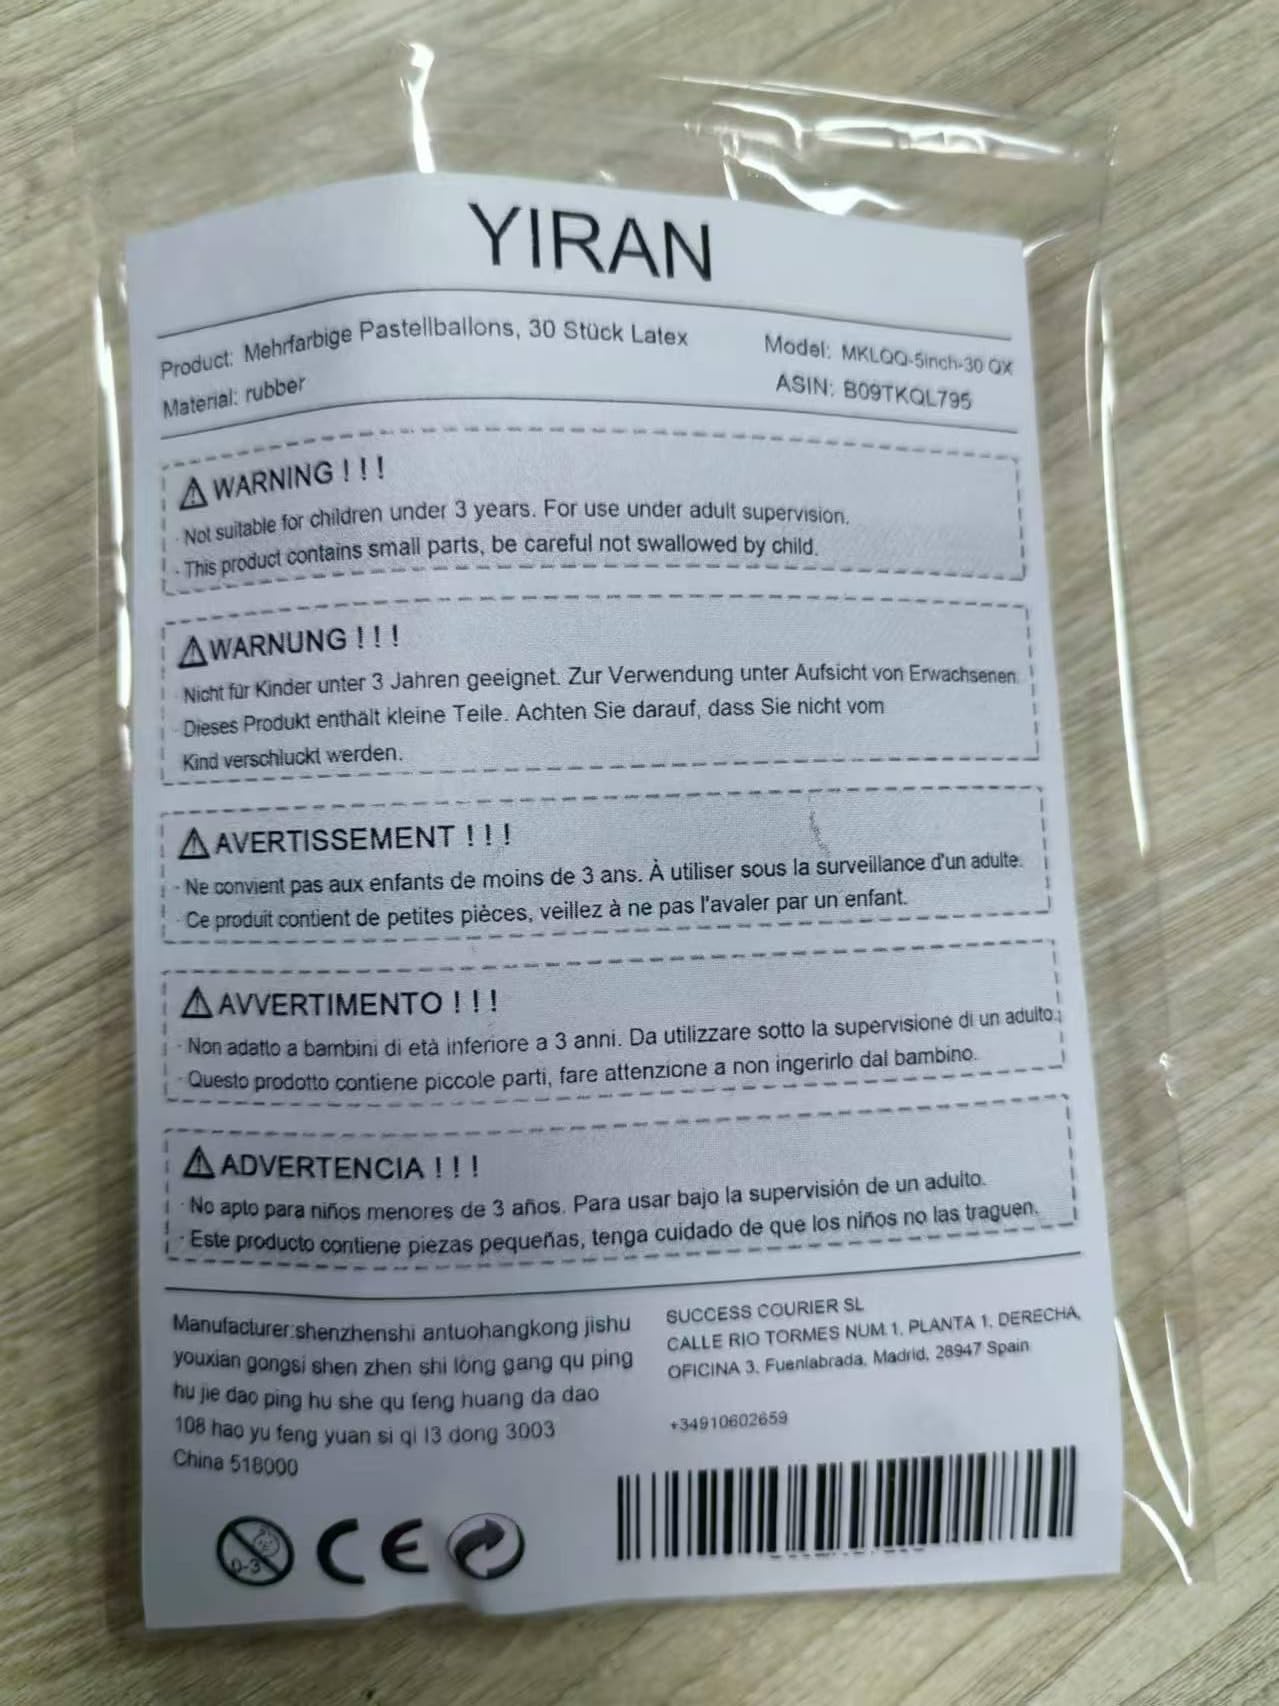 YIRAN
Product: Mehrfarbige Pastellballons, 30 Stück Latex
Model: MKLQQ-5inch-30 QX
Material: rubber
ASIN: B09TKQL795
WARNING ! ! !
· Not suitable for children under 3 years. For use under adult supervision.
· This product contains small parts, be careful not swallowed by child.
WARNUNG ! ! !
· Nicht für Kinder unter 3 Jahren geeignet. Zur Verwendung unter Aufsicht von Erwachsenen.
· Dieses Produkt enthält kleine Teile. Achten Sie darauf, dass Sie nicht vom
Kind verschluckt werden.
AVERTISSEMENT ! ! !
· Ne convient pas aux enfants de moins de 3 ans. À utiliser sous la surveillance d'un adulte.
· Ce produit contient de petites pièces, veillez à ne pas l'avaler par un enfant.
AVVERTIMENTO ! ! !
· Non adatto a bambini di età inferiore a 3 anni. Da utilizzare sotto la supervisione di un adulto.
· Questo prodotto contiene piccole parti, fare attenzione a non ingerirlo dal bambino.
ADVERTENCIA ! ! !
· No apto para niños menores de 3 años. Para usar bajo la supervisión de un adulto.
· Este producto contiene piezas pequeñas, tenga cuidado de que los niños no las traguen.
Manufacturer:shenzhenshi antuohangkong jishu
youxian gongsi shen zhen shi long gang qu ping
hu jie dao ping hu she qu feng huang da dao
108 hao yu feng yuan si qi 13 dong 3003
China 518000
SUCCESS COURIER SL
CALLE RIO TORMES NUM. 1, PLANTA 1, DERECHA,
OFICINA 3, Fuenlabrada, Madrid, 28947 Spain
+34910602659
0-3
CE